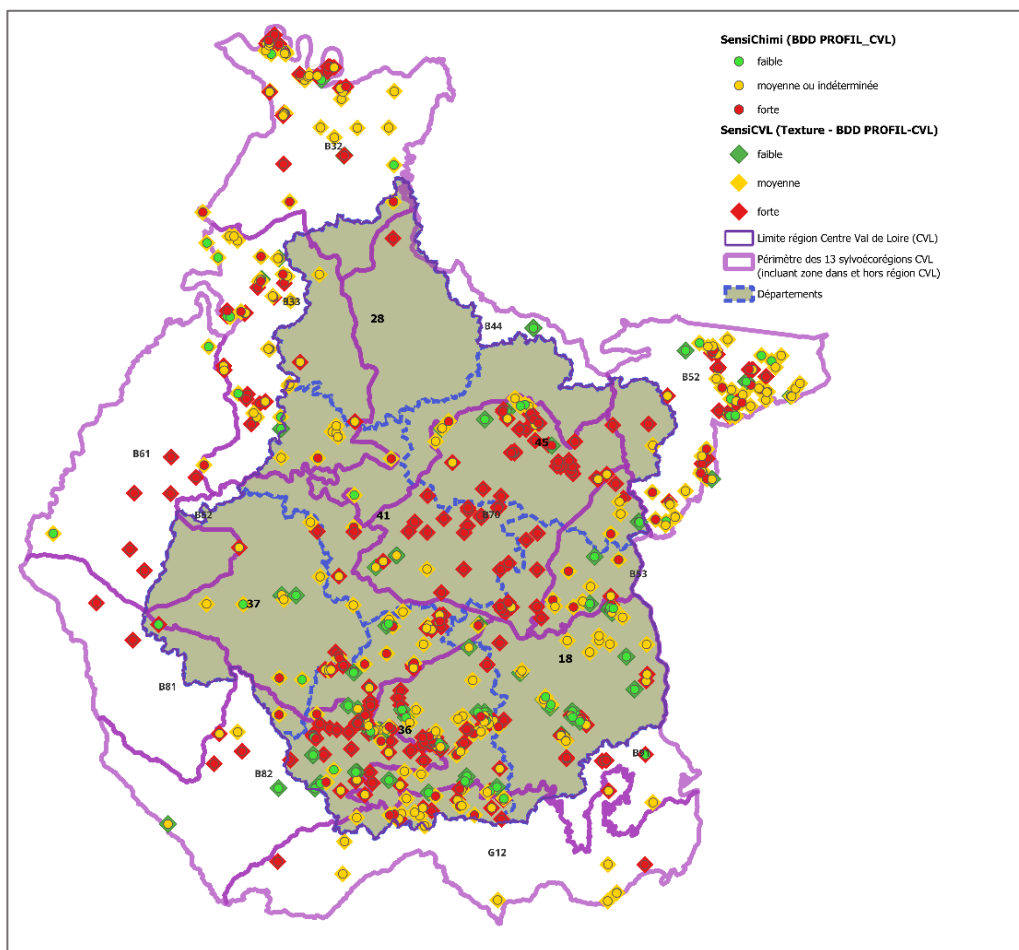 SensiChimi (BDD PROFIL_CVL)
faible
moyenne ou indéterminée
forte
SensiCVL (Texture - BDD PROFIL-CVL)
faible
moyenne
forte
Limite région Centre Val de Loire (CVL)
Périmètre des 13 sylvoécorégions CVL
(incluant zone dans et hors région CVL)
Départements
B32
B33
28
B44
B52
45
B61
41
B70
B53
37
18
B81
36
B82
G12